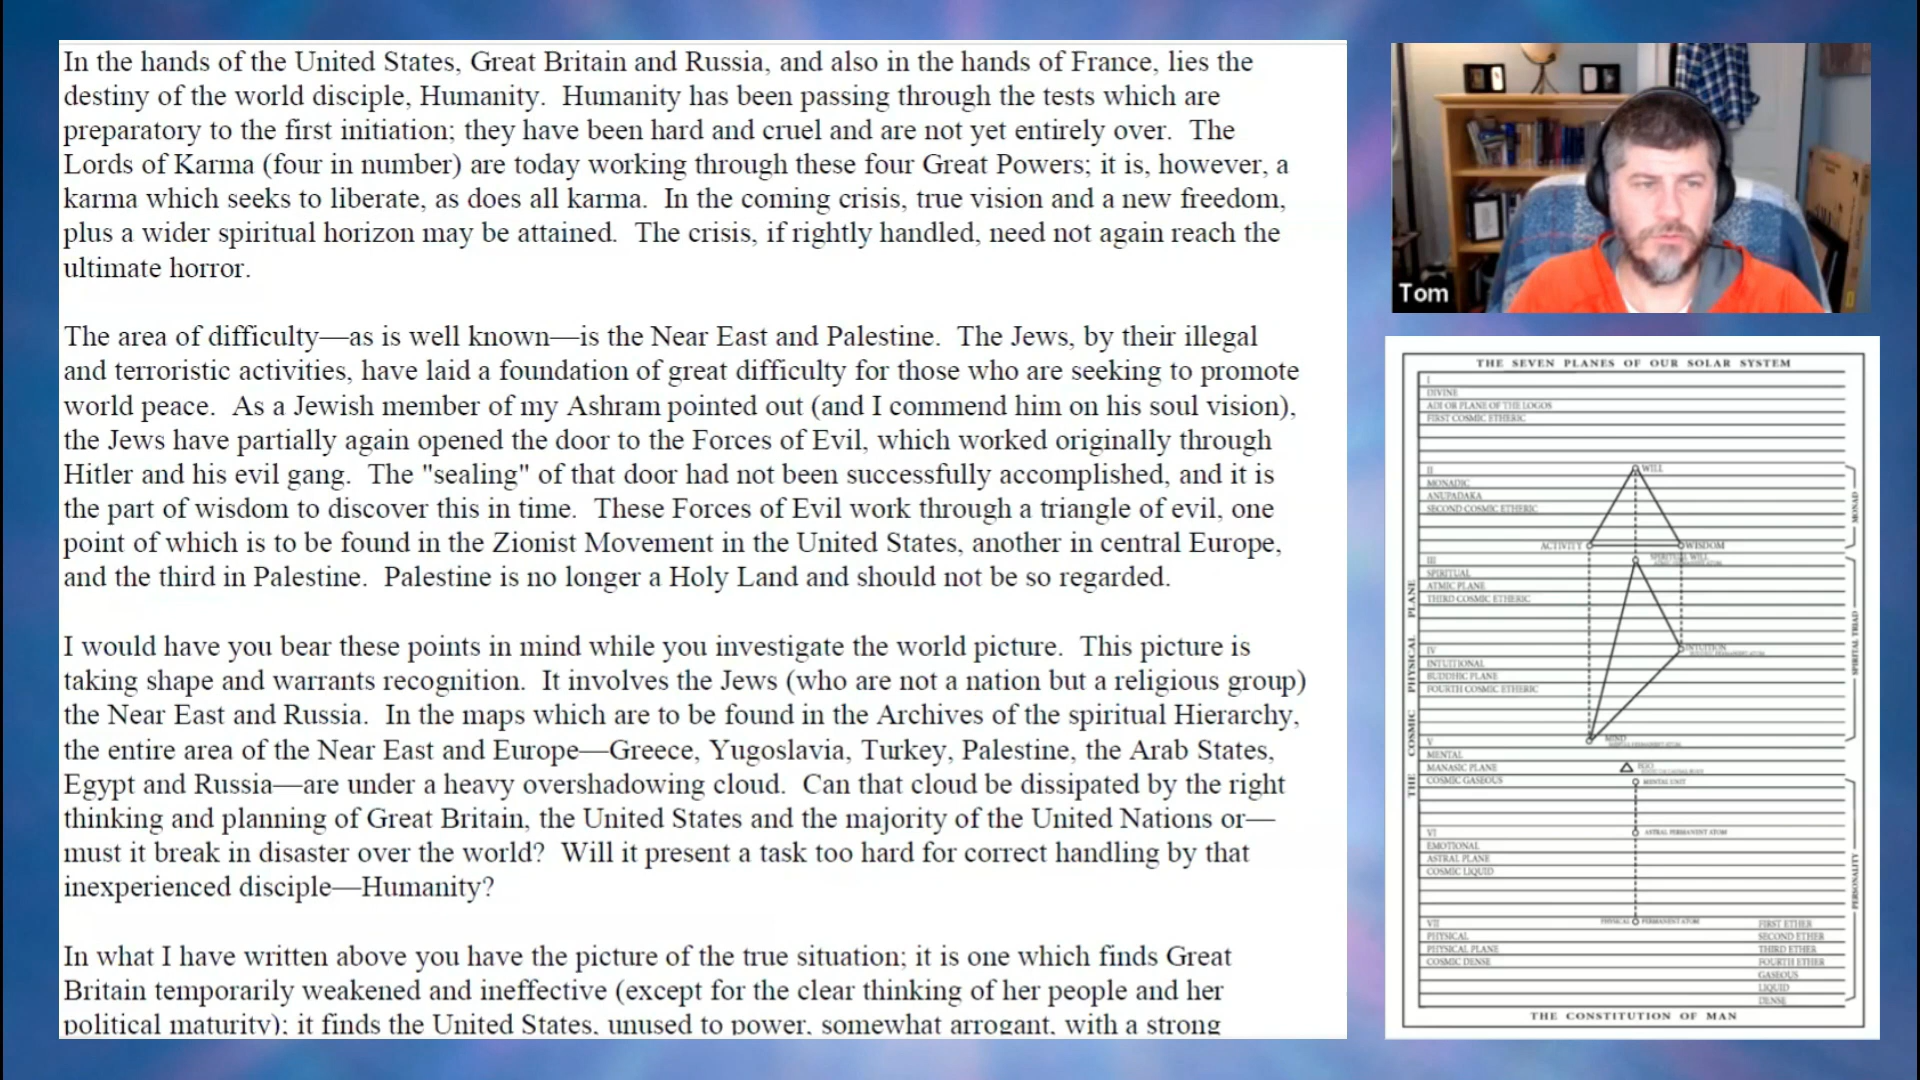 In the hands of the United States, Great Britain and Russia, and also in the hands of France, lies the
destiny of the world disciple, Humanity.  Humanity has been passing through the tests which are
preparatory to the first initiation; they have been hard and cruel and are not yet entirely over.  The
Lords of Karma (four in number) are today working through these four Great Powers; it is, however, a
karma which seeks to liberate, as does all karma.  In the coming crisis, true vision and a new freedom,
plus a wider spiritual horizon may be attained.  The crisis, if rightly handled, need not again reach the
ultimate horror.
The area of difficulty—as is well known—is the Near East and Palestine.  The Jews, by their illegal
and terroristic activities, have laid a foundation of great difficulty for those who are seeking to promote
world peace.  As a Jewish member of my Ashram pointed out (and I commend him on his soul vision),
the Jews have partially again opened the door to the Forces of Evil, which worked originally through
Hitler and his evil gang.  The "sealing" of that door had not been successfully accomplished, and it is
the part of wisdom to discover this in time.  These Forces of Evil work through a triangle of evil, one
point of which is to be found in the Zionist Movement in the United States, another in central Europe,
and the third in Palestine.  Palestine is no longer a Holy Land and should not be so regarded.
I would have you bear these points in mind while you investigate the world picture.  This picture is
taking shape and warrants recognition.  It involves the Jews (who are not a nation but a religious group)
the Near East and Russia.  In the maps which are to be found in the Archives of the spiritual Hierarchy,
the entire area of the Near East and Europe—Greece, Yugoslavia, Turkey, Palestine, the Arab States,
Egypt and Russia—are under a heavy overshadowing cloud.  Can that cloud be dissipated by the right
thinking and planning of Great Britain, the United States and the majority of the United Nations or—
must it break in disaster over the world?  Will it present a task too hard for correct handling by that
inexperienced disciple—Humanity?
In what I have written above you have the picture of the true situation; it is one which finds Great
Britain temporarily weakened and ineffective (except for the clear thinking of her people and her
political maturity); it finds the United States, unused to power, somewhat arrogant, with a strong
Tom
THE SEVEN PLANES OF OUR SOLAR SYSTEM
I
DIVINE
ADI OR PLANE OF THE LOGOS
FIRST COSMIC ETHERIC
II
WILL
MONADIC
ANUPADAKA
SECOND COSMIC ETHERIC
MONAD
ACTIVITY
WISDOM
III
SPIRITUAL WILL
SPIRITUAL
ATMIC PLANE
THIRD COSMIC ETHERIC
SPIRITUAL TRIAD
IV
INTUITION
INTUITIONAL
BUDDHIC PLANE
FOURTH COSMIC ETHERIC
V
MIND
MENTAL
MANASIC PLANE
EGO
COSMIC GASEOUS
MENTAL UNIT
VI
ASTRAL PERMANENT ATOM
EMOTIONAL
ASTRAL PLANE
COSMIC LIQUID
PERSONALITY
VII
PHYSICAL PERMANENT ATOM
FIRST ETHER
PHYSICAL
SECOND ETHER
PHYSICAL PLANE
THIRD ETHER
COSMIC DENSE
FOURTH ETHER
GASEOUS
LIQUID
DENSE
THE COSMIC PHYSICAL PLANE
THE CONSTITUTION OF MAN